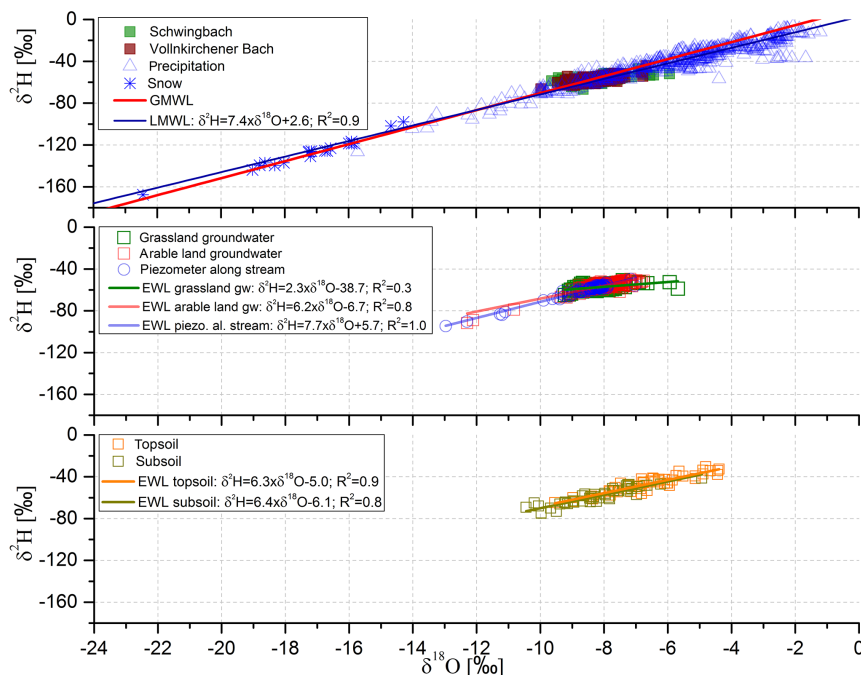 δ²H [‰]
0
-40
-80
-120
-160
Schwingbach
Vollnkirchener Bach
Precipitation
Snow
GMWL
LMWL: δ²H=7.4xδ¹⁸O+2.6; R²=0.9
δ²H [‰]
0
-40
-80
-120
-160
Grassland groundwater
Arable land groundwater
Piezometer along stream
EWL grassland gw: δ²H=2.3xδ¹⁸O-38.7; R²=0.3
EWL arable land gw: δ²H=6.2xδ¹⁸O-6.7; R²=0.8
EWL piezo. al. stream: δ²H=7.7xδ¹⁸O+5.7; R²=1.0
δ²H [‰]
0
-40
-80
-120
-160
Topsoil
Subsoil
EWL topsoil: δ²H=6.3xδ¹⁸O-5.0; R²=0.9
EWL subsoil: δ²H=6.4xδ¹⁸O-6.1; R²=0.8
-24 -22 -20 -18 -16 -14 -12 -10 -8 -6 -4 -2 0
δ¹⁸O [‰]